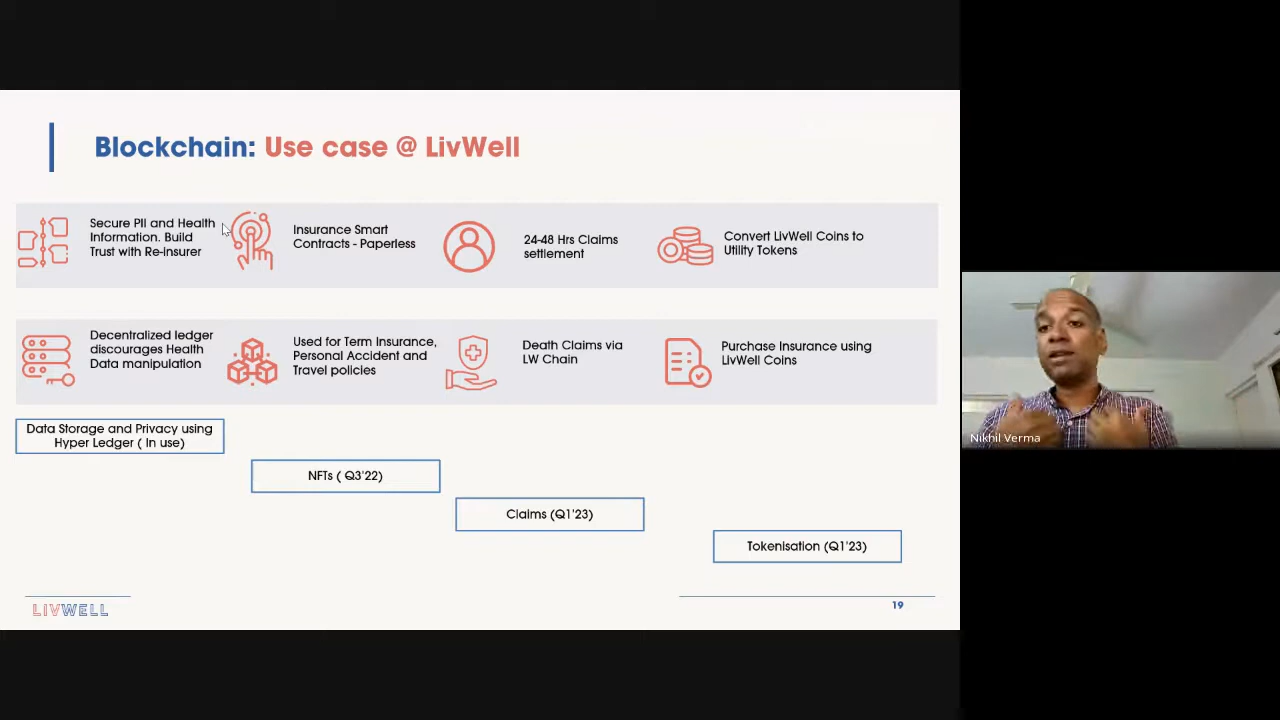 Blockchain: Use case @ LivWell
Secure PII and Health
Information. Build
Trust with Re-insurer
Insurance Smart
Contracts - Paperless
24-48 Hrs Claims
settlement
Convert LivWell Coins to
Utility Tokens
Decentralized ledger
discourages Health
Data manipulation
Used for Term Insurance,
Personal Accident and
Travel policies
Death Claims via
LW Chain
Purchase Insurance using
LivWell Coins
Data Storage and Privacy using
Hyper Ledger ( In use)
NFTs ( Q3'22)
Claims (Q1'23)
Tokenisation (Q1'23)
LIVWELL
19
Nikhil Verma